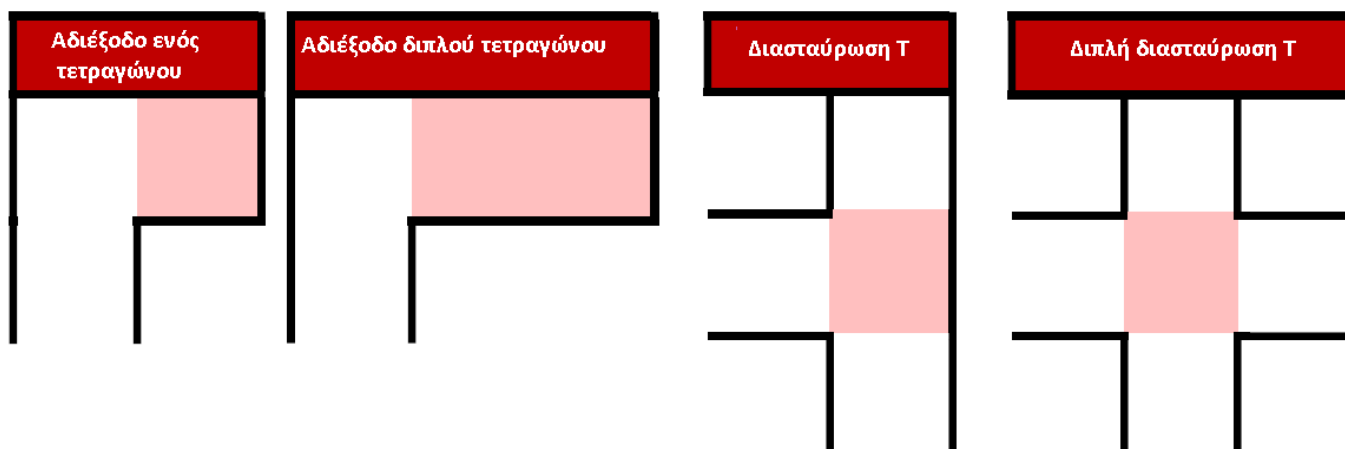 Αδιέξοδο ενός
τετραγώνου
Αδιέξοδο διπλού τετραγώνου
Διασταύρωση Τ
Διπλή διασταύρωση Τ